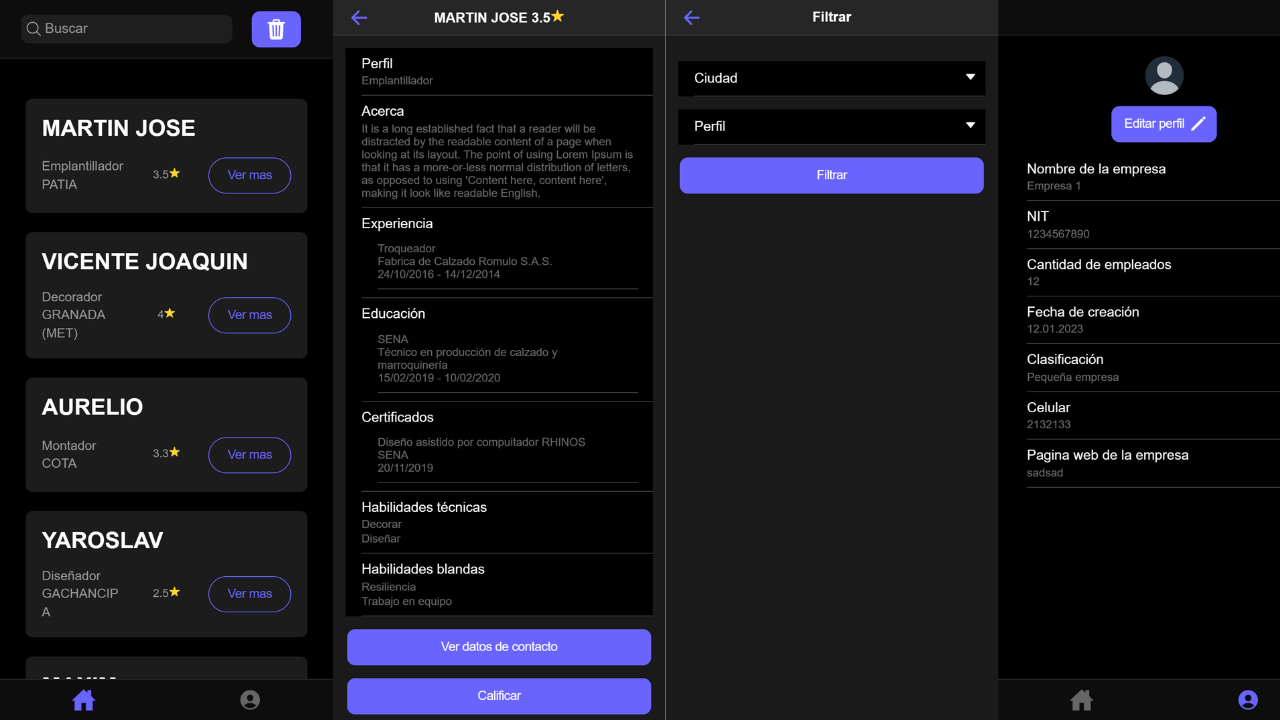 Buscar
MARTIN JOSE
Emplantillador
PATIA
3.5
Ver mas
VICENTE JOAQUIN
Decorador
GRANADA
(MET)
4
Ver mas
AURELIO
Montador
COTA
3.3
Ver mas
YAROSLAV
Diseñador
GACHANCIP
A
2.5
Ver mas
MARTIN JOSE 3.5
Perfil
Emplantillador
Acerca
It is a long established fact that a reader will be
distracted by the readable content of a page when
looking at its layout. The point of using Lorem Ipsum is
that it has a more-or-less normal distribution of letters,
as opposed to using 'Content here, content here',
making it look like readable English.
Experiencia
Troqueador
Fabrica de Calzado Romulo S.A.S.
24/10/2016 - 14/12/2014
Educación
SENA
Técnico en producción de calzado y
marroquinería
15/02/2019 - 10/02/2020
Certificados
Diseño asistido por compuitador RHINOS
SENA
20/11/2019
Habilidades técnicas
Decorar
Diseñar
Habilidades blandas
Resiliencia
Trabajo en equipo
Ver datos de contacto
Calificar
Filtrar
Ciudad
Perfil
Filtrar
Editar perfil
Nombre de la empresa
Empresa 1
NIT
1234567890
Cantidad de empleados
12
Fecha de creación
12.01.2023
Clasificación
Pequeña empresa
Celular
2132133
Pagina web de la empresa
sadsad